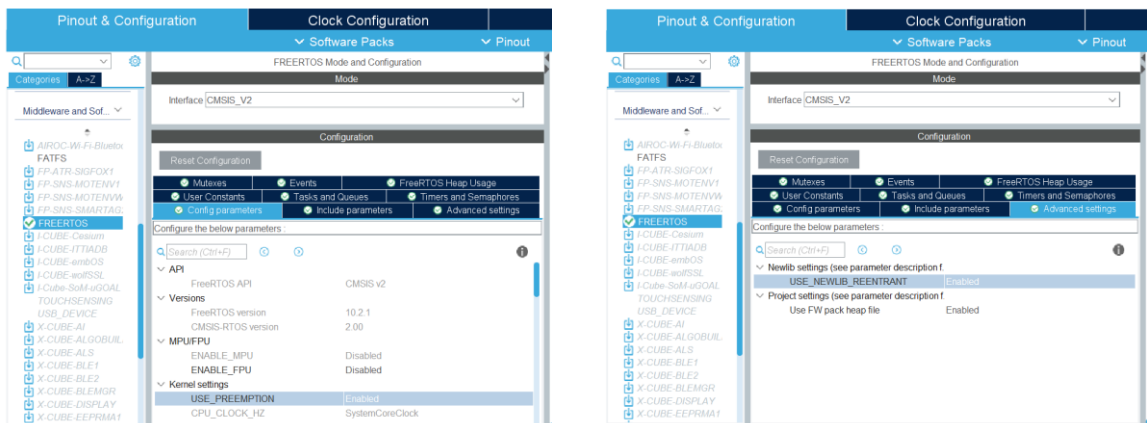 Pinout & Configuration
Clock Configuration
Software Packs
Pinout
FREERTOS Mode and Configuration
Mode
Categories A->Z
Interface CMSIS_V2
Middleware and Sof...
Configuration
AIROC-Wi-Fi-Bluetoo
FATFS
FP-ATR-SIGFOX1
FP-SNS-MOTENV1
FP-SNS-MOTENVW
FP-SNS-SMARTAG
FREERTOS
I-CUBE-Cesium
I-CUBE-ITTIADB
I-CUBE-embOS
I-CUBE-wolfSSL
I-Cube-SoM-uGOAL
TOUCHSENSING
USB_DEVICE
X-CUBE-AI
X-CUBE-ALGOBUIL
X-CUBE-ALS
X-CUBE-BLE1
X-CUBE-BLE2
X-CUBE-BLEMGR
X-CUBE-DISPLAY
X-CUBE-EEPRMA1
Reset Configuration
Mutexes Events FreeRTOS Heap Usage
User Constants Tasks and Queues Timers and Semaphores
Config parameters Include parameters Advanced settings
Configure the below parameters :
Search (Ctrl+F)
API
FreeRTOS API CMSIS v2
Versions
FreeRTOS version 10.2.1
CMSIS-RTOS version 2.00
MPU/FPU
ENABLE_MPU Disabled
ENABLE_FPU Disabled
Kernel settings
USE_PREEMPTION Enabled
CPU_CLOCK_HZ SystemCoreClock
Pinout & Configuration
Clock Configuration
Software Packs
Pinout
FREERTOS Mode and Configuration
Mode
Categories A->Z
Interface CMSIS_V2
Middleware and Sof...
Configuration
AIROC-Wi-Fi-Bluetoo
FATFS
FP-ATR-SIGFOX1
FP-SNS-MOTENV1
FP-SNS-MOTENVW
FP-SNS-SMARTAG
FREERTOS
I-CUBE-Cesium
I-CUBE-ITTIADB
I-CUBE-embOS
I-CUBE-wolfSSL
I-Cube-SoM-uGOAL
TOUCHSENSING
USB_DEVICE
X-CUBE-AI
X-CUBE-ALGOBUIL
X-CUBE-ALS
X-CUBE-BLE1
X-CUBE-BLE2
X-CUBE-BLEMGR
X-CUBE-DISPLAY
X-CUBE-EEPRMA1
Reset Configuration
Mutexes Events FreeRTOS Heap Usage
User Constants Tasks and Queues Timers and Semaphores
Config parameters Include parameters Advanced settings
Configure the below parameters :
Search (Ctrl+F)
Newlib settings (see parameter description f.
USE_NEWLIB_REENTRANT Enabled
Project settings (see parameter description f
Use FW pack heap file Enabled